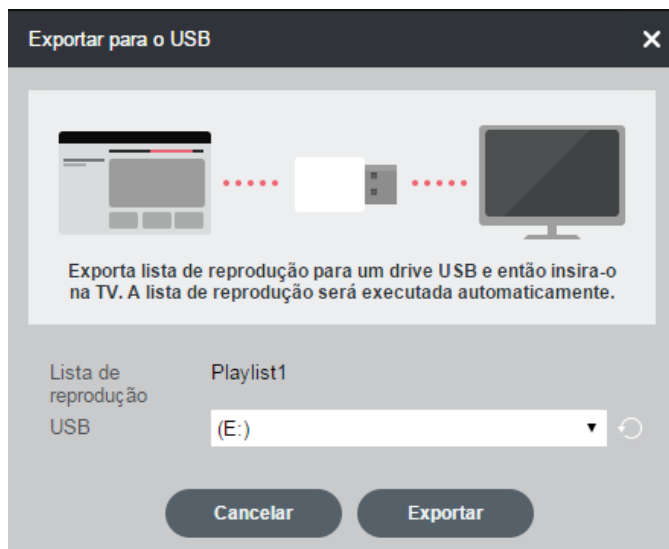 Exportar para o USB
Exporta lista de reprodução para um drive USB e então insira-o
na TV. A lista de reprodução será executada automaticamente.
Lista de
reprodução
Playlist1
USB
(E:)
Cancelar
Exportar